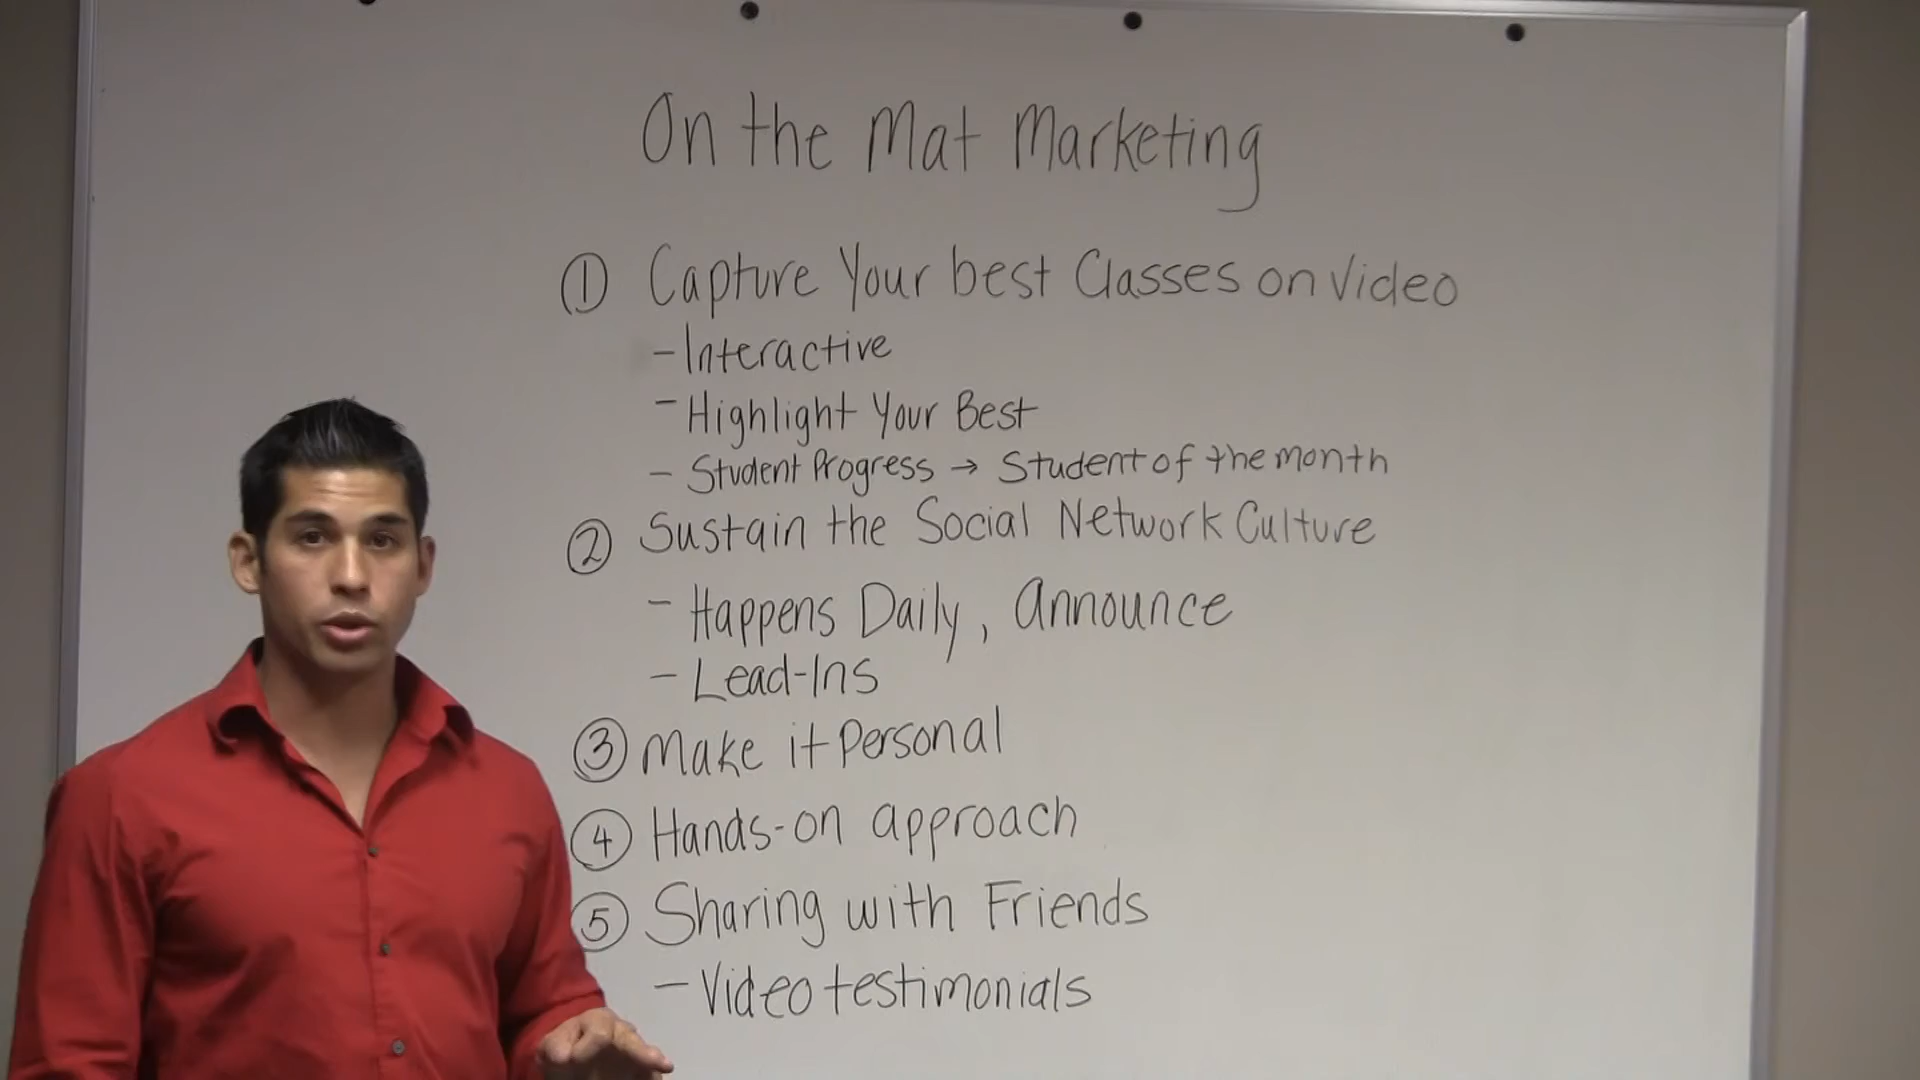 On the Mat Marketing
① Capture Your best Classes on Video
- Interactive
- Highlight Your Best
- Student Progress → Student of the month
② Sustain the Social Network Culture
- Happens Daily, Announce
- Lead-Ins
③ Make it Personal
④ Hands-on approach
⑤ Sharing with Friends
- Video testimonials